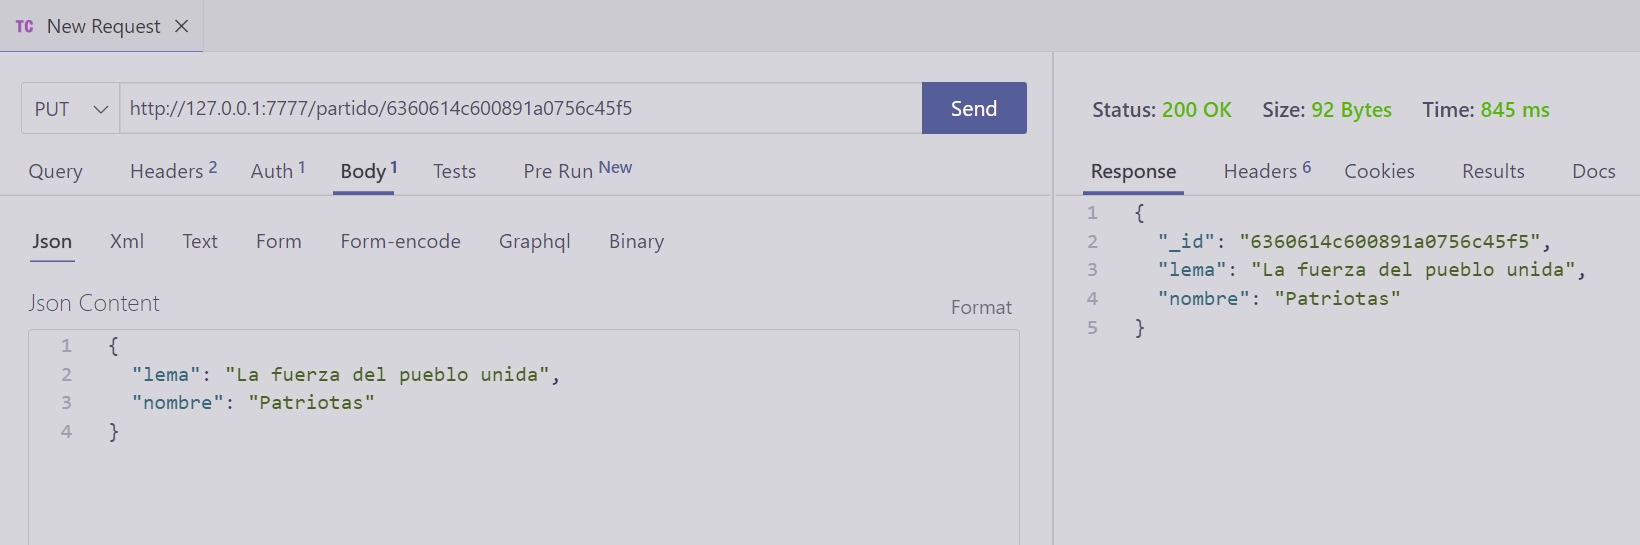 TC New Request
PUT http://127.0.0.1:7777/partido/6360614c600891a0756c45f5 Send
Query Headers 2 Auth 1 Body 1 Tests Pre Run New
Json Xml Text Form Form-encode Graphql Binary
Json Content Format
1 {
2 "lema": "La fuerza del pueblo unida",
3 "nombre": "Patriotas"
4 }
Status: 200 OK Size: 92 Bytes Time: 845 ms
Response Headers 6 Cookies Results Docs
1 {
2 "_id": "6360614c600891a0756c45f5",
3 "lema": "La fuerza del pueblo unida",
4 "nombre": "Patriotas"
5 }